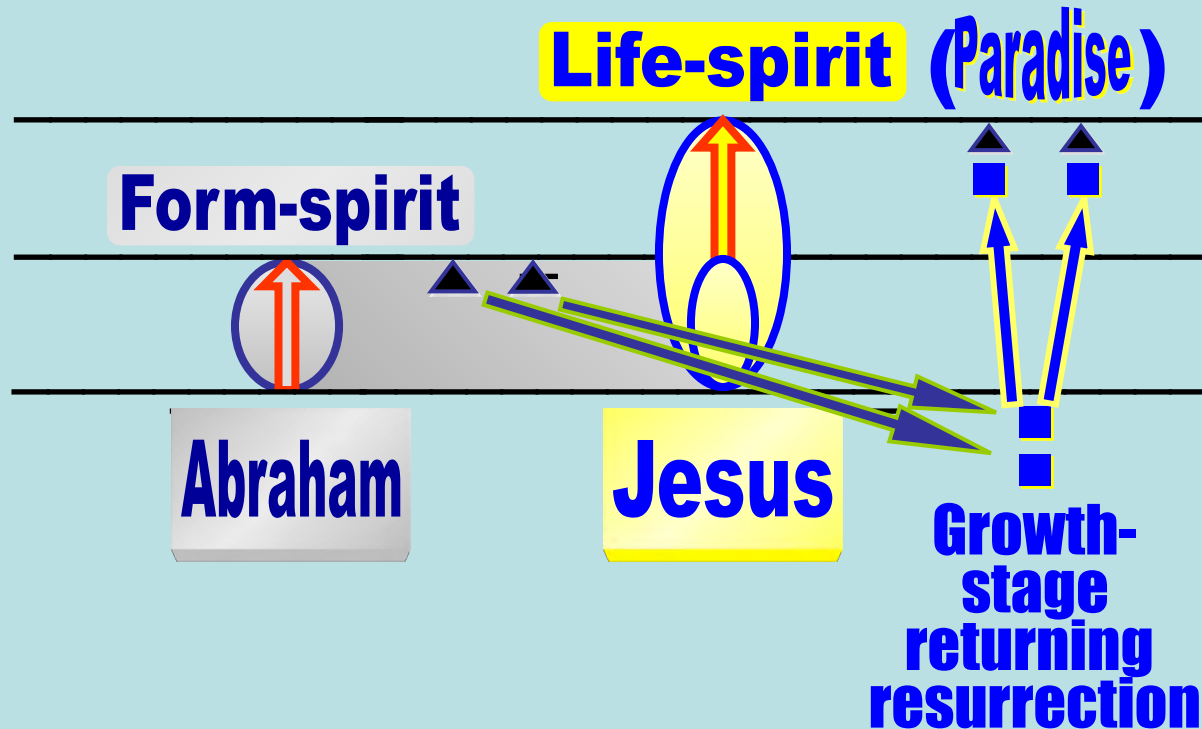 Life-spirit (Paradise)
Form-spirit
Abraham
Jesus
Growth-
stage
returning
resurrection